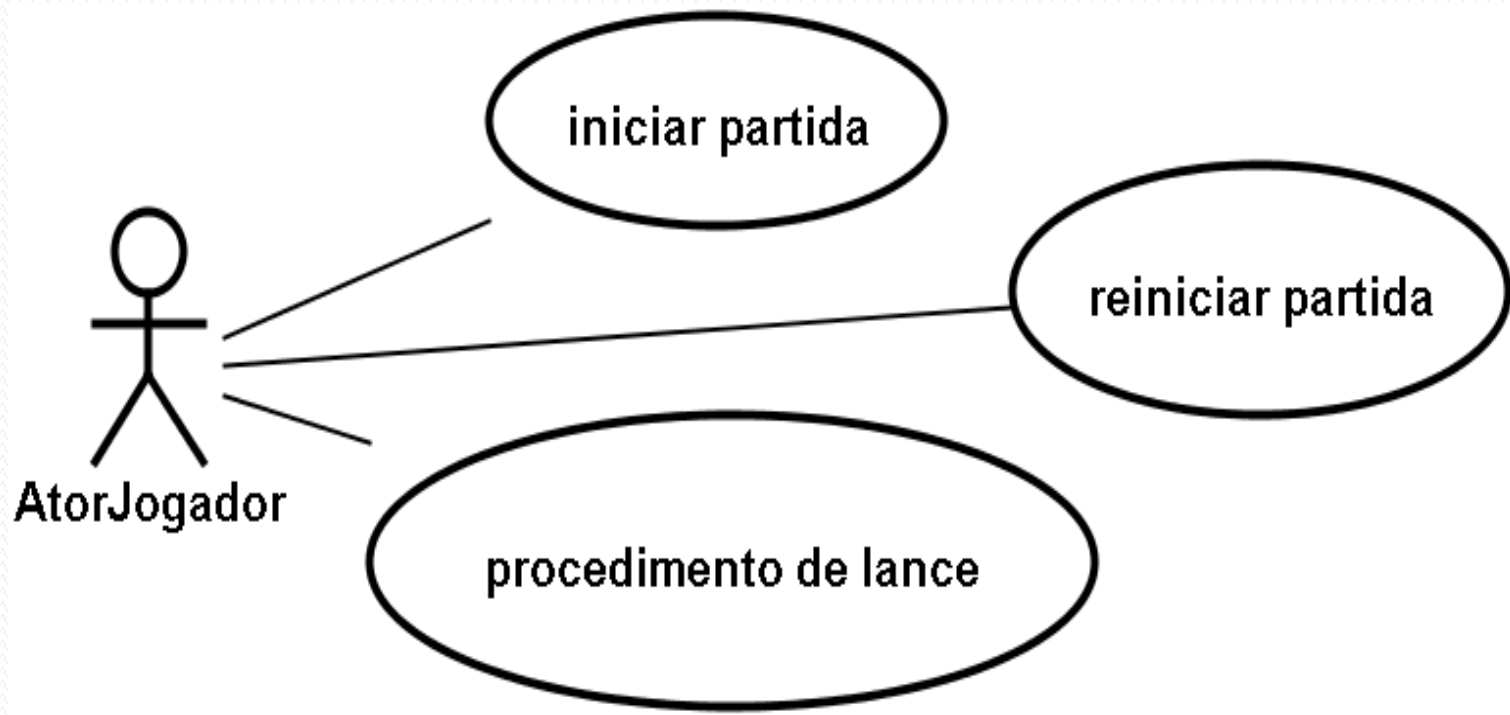 iniciar partida
reiniciar partida
AtorJogador
procedimento de lance